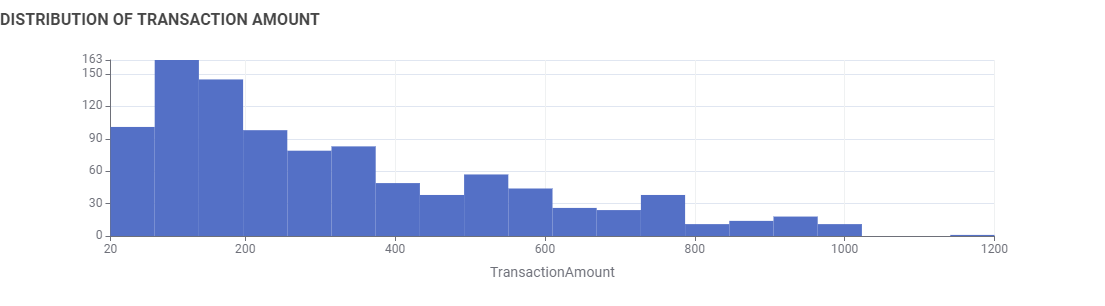 DISTRIBUTION OF TRANSACTION AMOUNT
163
150
120
90
60
30
0
20 200 400 600 800 1000 1200
TransactionAmount